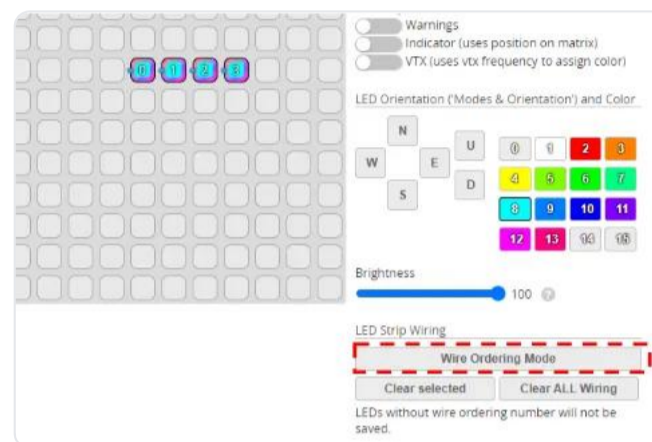 Warnings
Indicator (uses position on matrix)
VTX (uses vtx frequency to assign color)
0 1 2 3
LED Orientation ('Modes & Orientation') and Color
N
W E
S
U
D
0 1 2 3
4 5 6 7
8 9 10 11
12 13 14 15
Brightness
100 ?
LED Strip Wiring
Wire Ordering Mode
Clear selected Clear ALL Wiring
LEDs without wire ordering number will not be
saved.